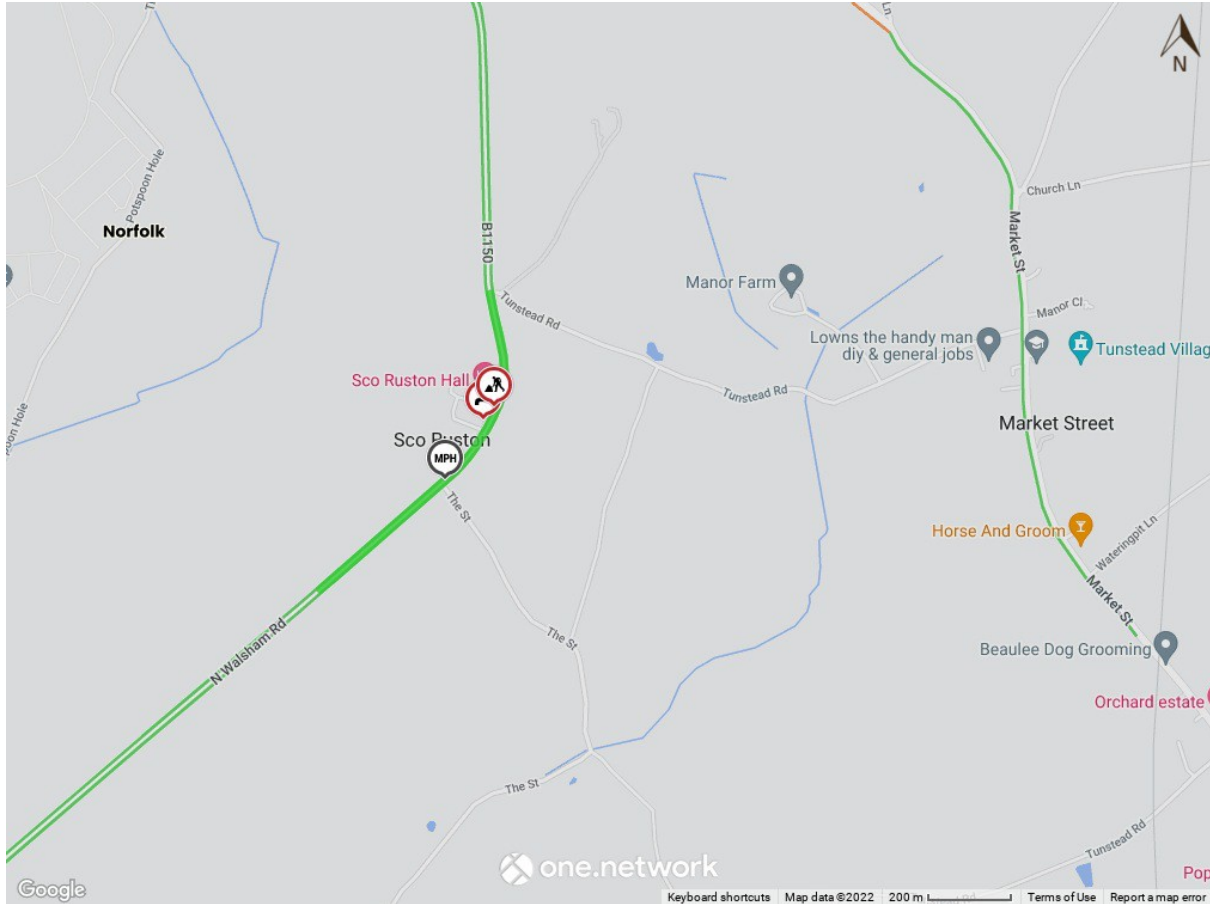 Ln
N
Church Ln
Potspoon Hole
Norfolk
B1150
Market St
Manor Farm
Tunstead Rd
Manor Cl
Lowns the handy man
diy & general jobs
Tunstead Villag
Sco Ruston Hall
Tunstead Rd
Sco Ruston
Market Street
MPH
The St
Horse And Groom
Wateringpit Ln
Market St
The St
N Walsham Rd
Beaulee Dog Grooming
Orchard estate
The St
Tunstead Rd
one.network
Google
Pop
Keyboard shortcuts
Map data ©2022
200 m
Terms of Use
Report a map error